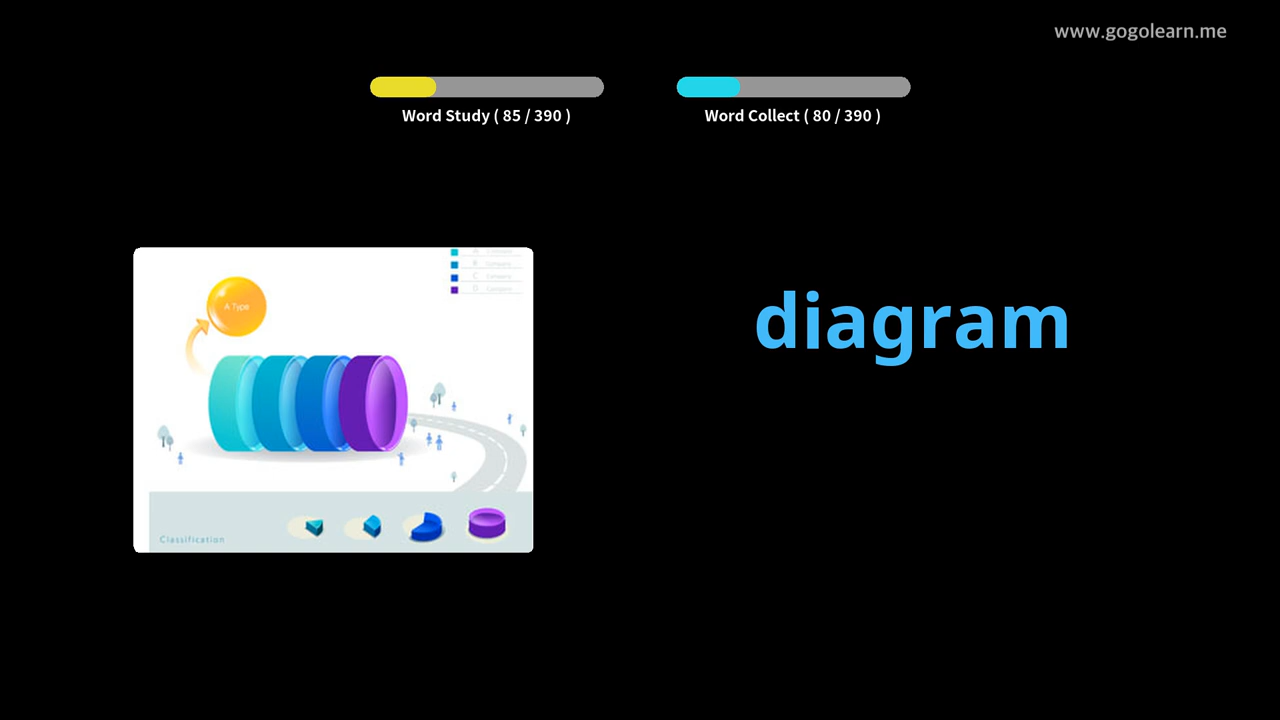 www.gogolearn.me
Word Study ( 85 / 390 )
Word Collect ( 80 / 390 )
A Type
B
C
D
diagram
Classification